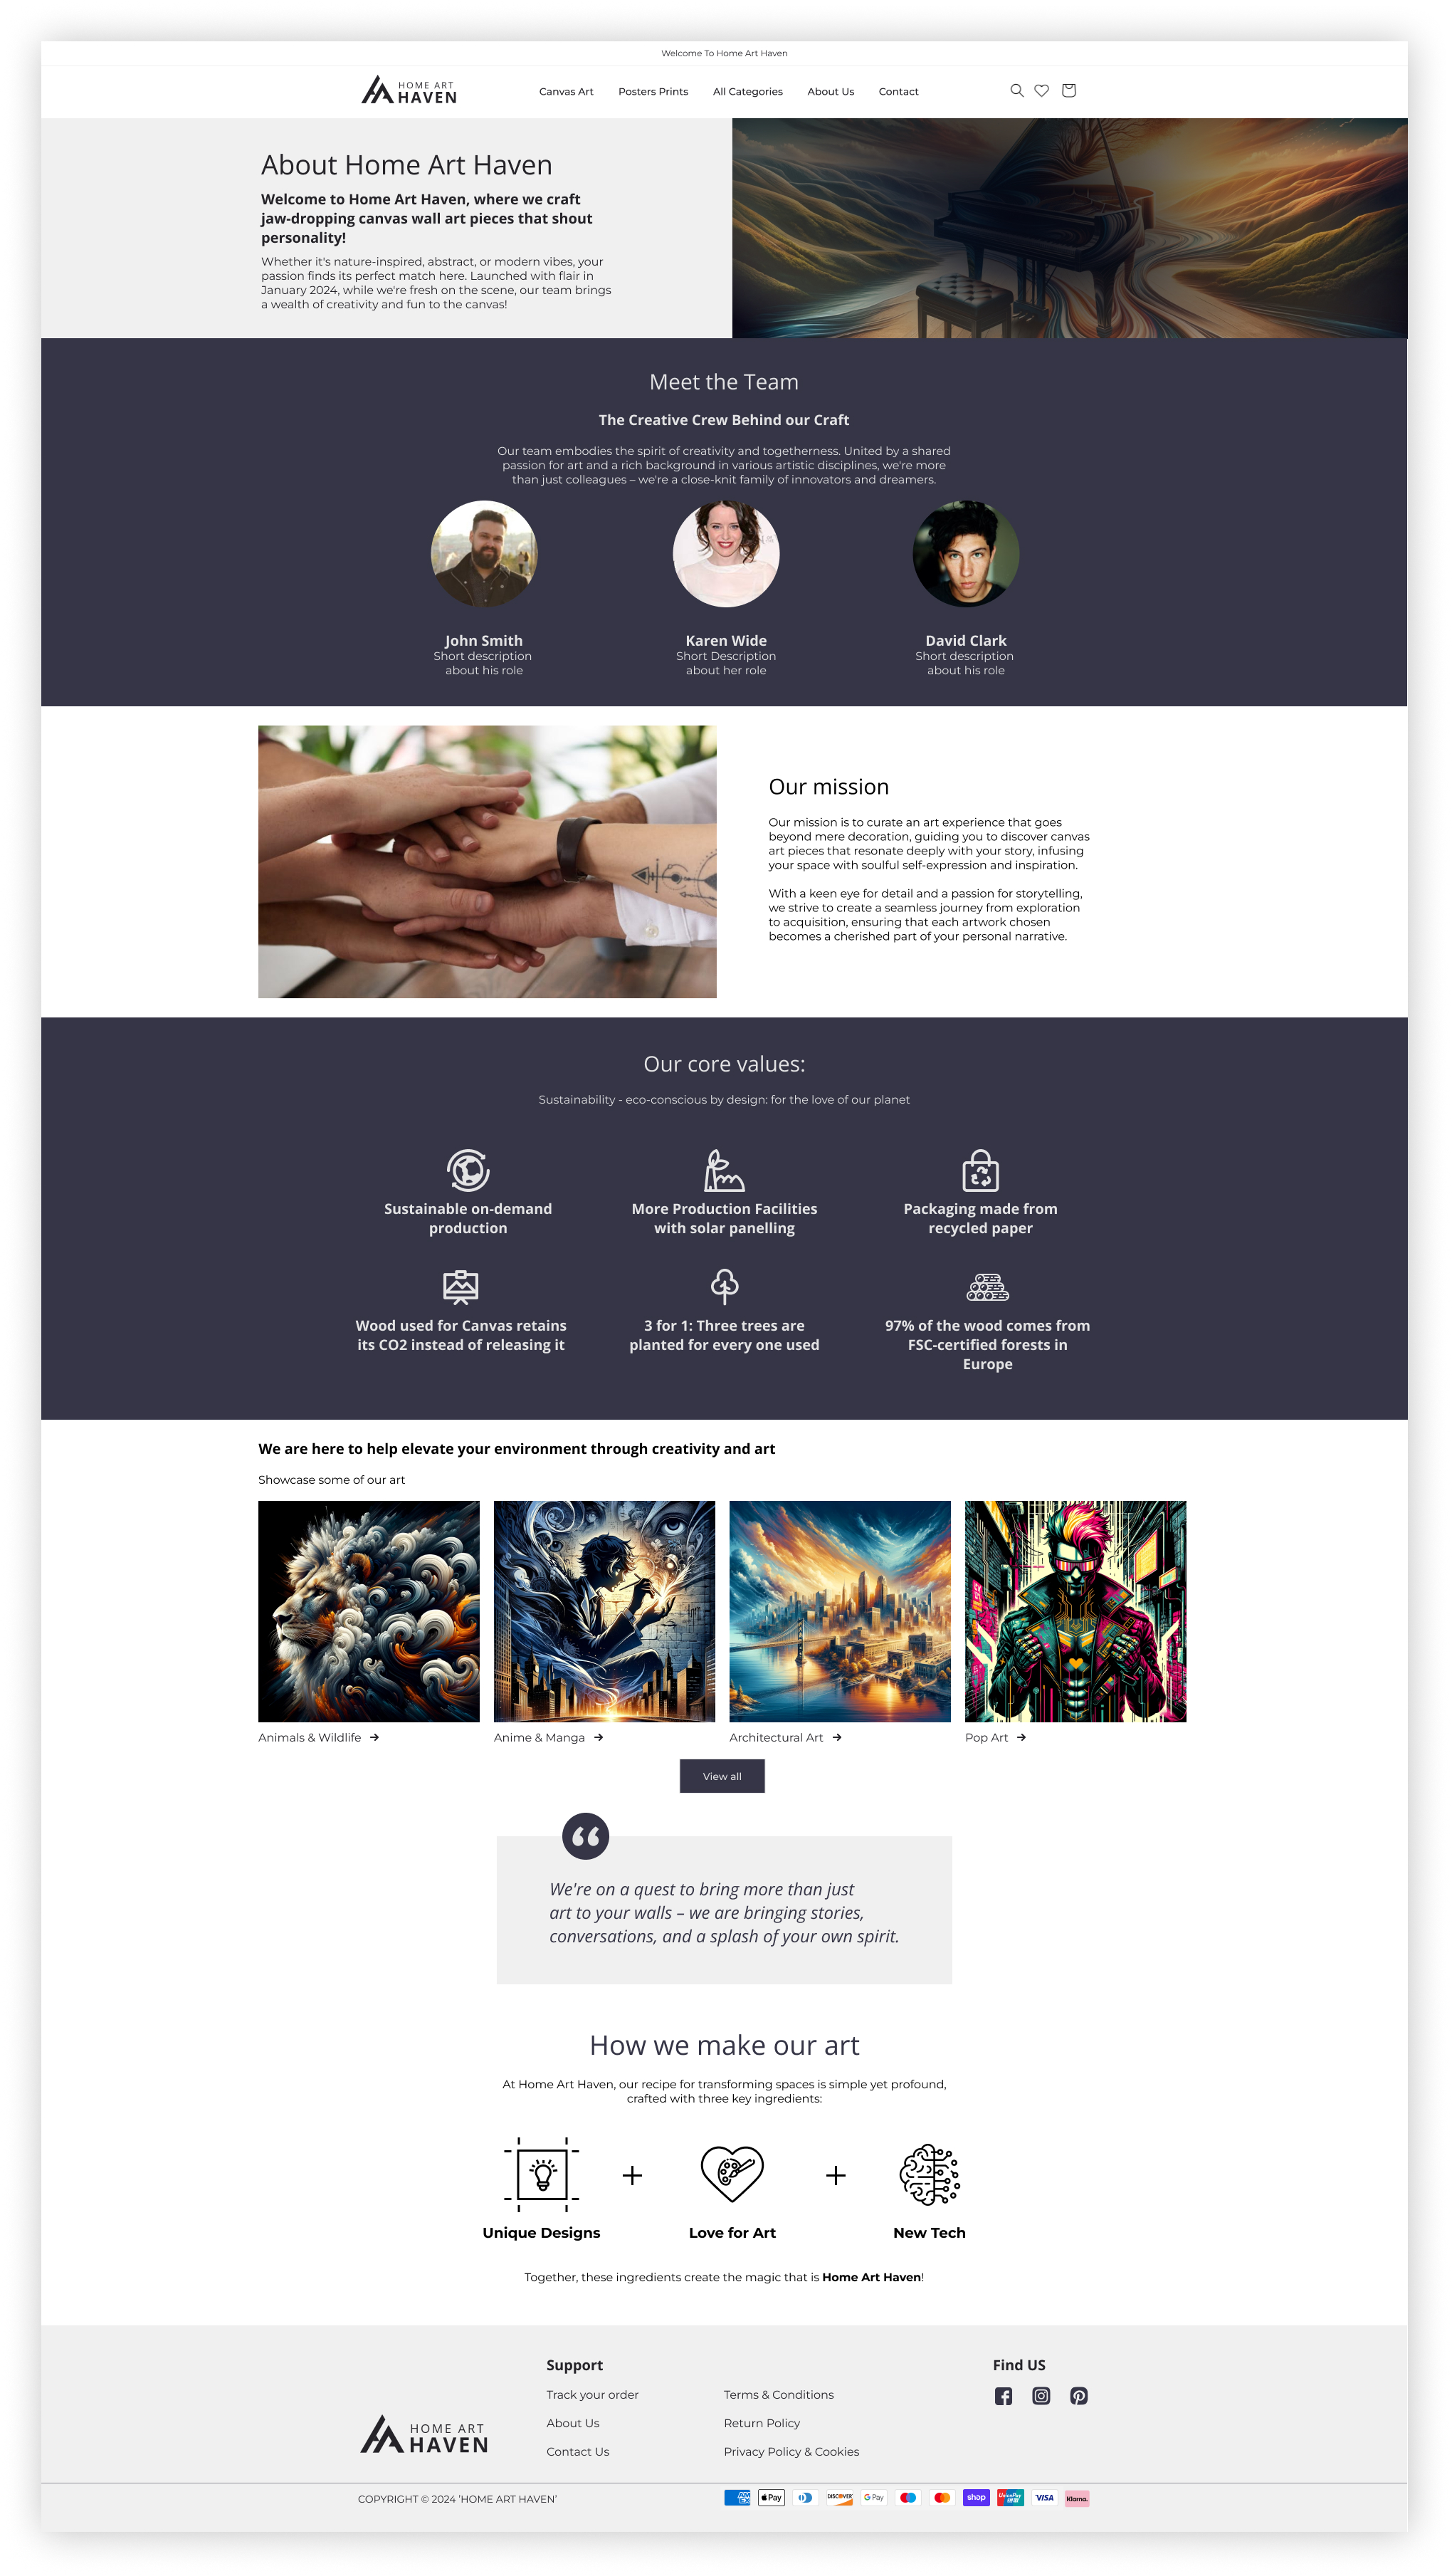 Welcome To Home Art Haven
HOME ART
HAVEN
Canvas Art
Posters Prints
All Categories
About Us
Contact
About Home Art Haven
Welcome to Home Art Haven, where we craft
jaw-dropping canvas wall art pieces that shout
personality!
Whether it's nature-inspired, abstract, or modern vibes, your
passion finds its perfect match here. Launched with flair in
January 2024, while we're fresh on the scene, our team brings
a wealth of creativity and fun to the canvas!
Meet the Team
The Creative Crew Behind our Craft
Our team embodies the spirit of creativity and togetherness. United by a shared
passion for art and a rich background in various artistic disciplines, we're more
than just colleagues – we're a close-knit family of innovators and dreamers.
John Smith
Short description
about his role
Karen Wide
Short Description
about her role
David Clark
Short description
about his role
Our mission
Our mission is to curate an art experience that goes
beyond mere decoration, guiding you to discover canvas
art pieces that resonate deeply with your story, infusing
your space with soulful self-expression and inspiration.
With a keen eye for detail and a passion for storytelling,
we strive to create a seamless journey from exploration
to acquisition, ensuring that each artwork chosen
becomes a cherished part of your personal narrative.
Our core values:
Sustainability - eco-conscious by design: for the love of our planet
Sustainable on-demand
production
More Production Facilities
with solar panelling
Packaging made from
recycled paper
Wood used for Canvas retains
its CO2 instead of releasing it
3 for 1: Three trees are
planted for every one used
97% of the wood comes from
FSC-certified forests in
Europe
We are here to help elevate your environment through creativity and art
Showcase some of our art
Animals & Wildlife
Anime & Manga
Architectural Art
Pop Art
View all
We're on a quest to bring more than just
art to your walls – we are bringing stories,
conversations, and a splash of your own spirit.
How we make our art
At Home Art Haven, our recipe for transforming spaces is simple yet profound,
crafted with three key ingredients:
Unique Designs
+
Love for Art
+
New Tech
Together, these ingredients create the magic that is Home Art Haven!
HOME ART
HAVEN
Support
Track your order
About Us
Contact Us
Terms & Conditions
Return Policy
Privacy Policy & Cookies
Find US
COPYRIGHT © 2024 'HOME ART HAVEN'
AMEX
Pay
DISCOVER
G Pay
shop
UnionPay
VISA
Klarna.